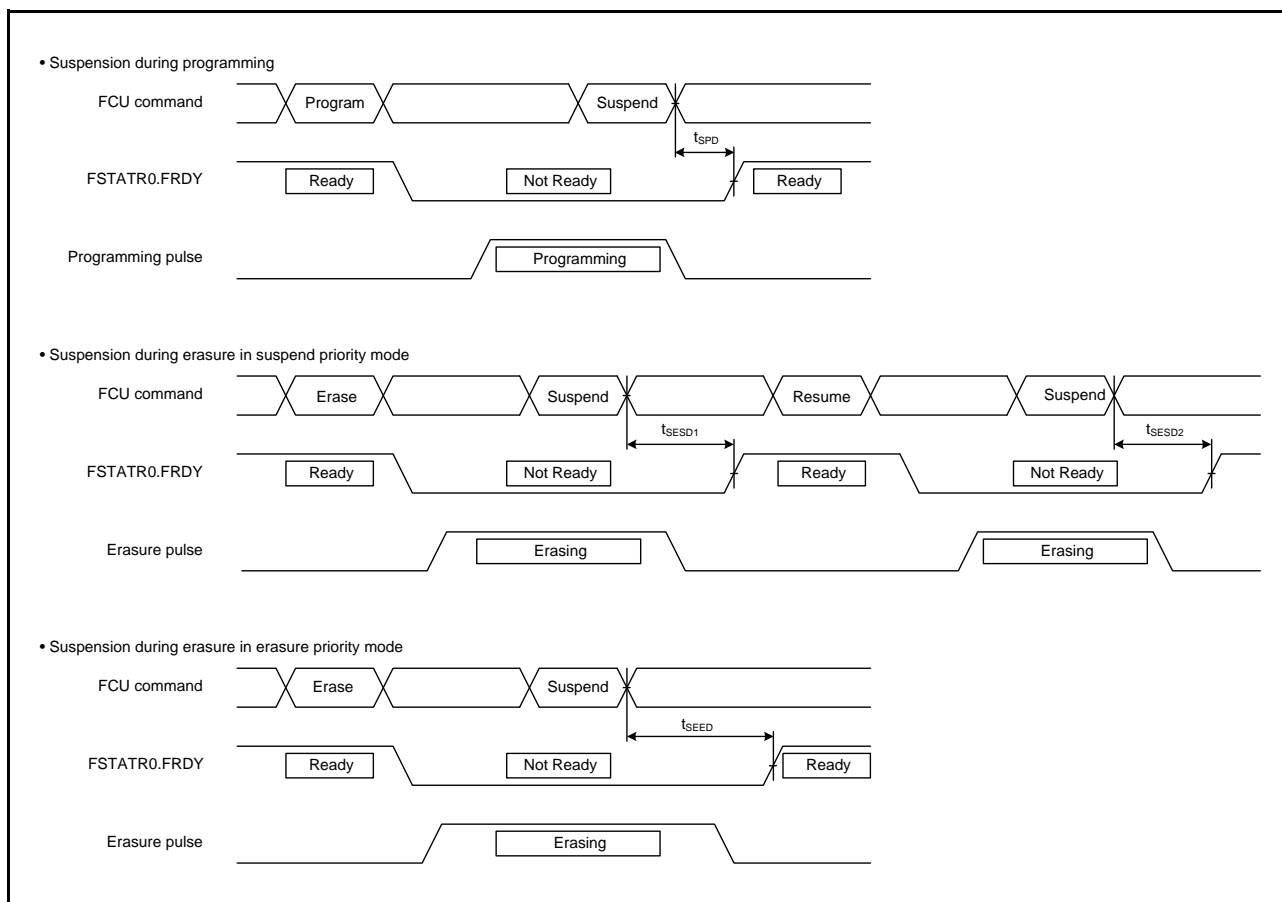 • Suspension during programming
FCU command Program Suspend
tSPD
FSTATR0.FRDY Ready Not Ready Ready
Programming pulse Programming
• Suspension during erasure in suspend priority mode
FCU command Erase Suspend Resume Suspend
tSESD1 tSESD2
FSTATR0.FRDY Ready Not Ready Ready Not Ready
Erasure pulse Erasing Erasing
• Suspension during erasure in erasure priority mode
FCU command Erase Suspend
tSEED
FSTATR0.FRDY Ready Not Ready Ready
Erasure pulse Erasing